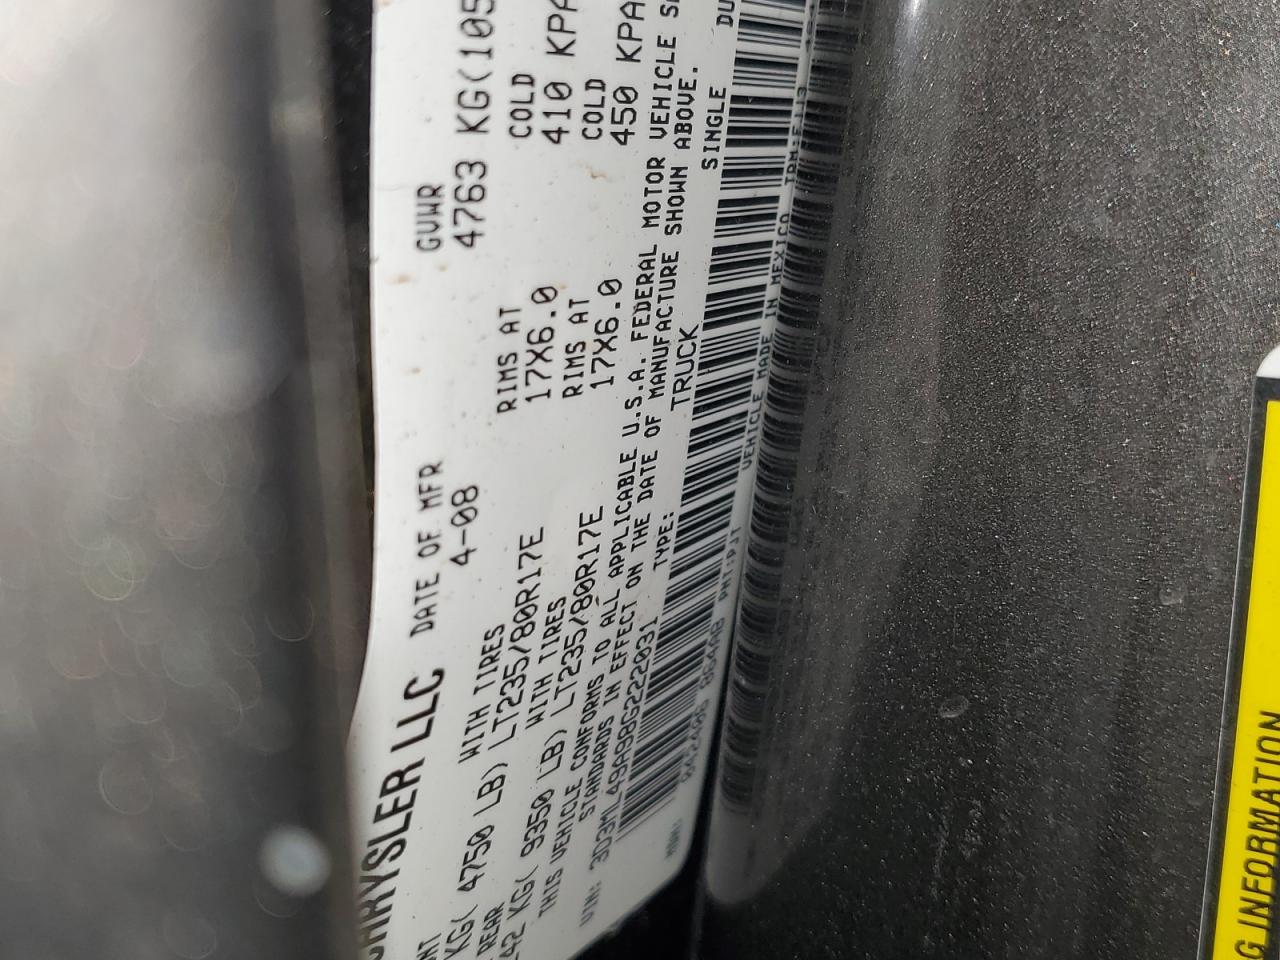 CHRYSLER LLC DATE OF MFR GVWR
4-08 4763 KG(105
WITH TIRES RIMS AT COLD
KG( 4750 LB) LT235/80R17E 17X6.0 410 KPA
REAR WITH TIRES RIMS AT COLD
42 KG( 9350 LB) LT235/80R17E 17X6.0 450 KPA
THIS VEHICLE CONFORMS TO ALL APPLICABLE U.S.A. FEDERAL MOTOR VEHICLE
STANDARDS IN EFFECT ON THE DATE OF MANUFACTURE SHOWN ABOVE.
VIN: 3D3ML49A98G222031 TYPE: TRUCK SINGLE
VEHICLE MADE IN MEXICO
G INFORMATION